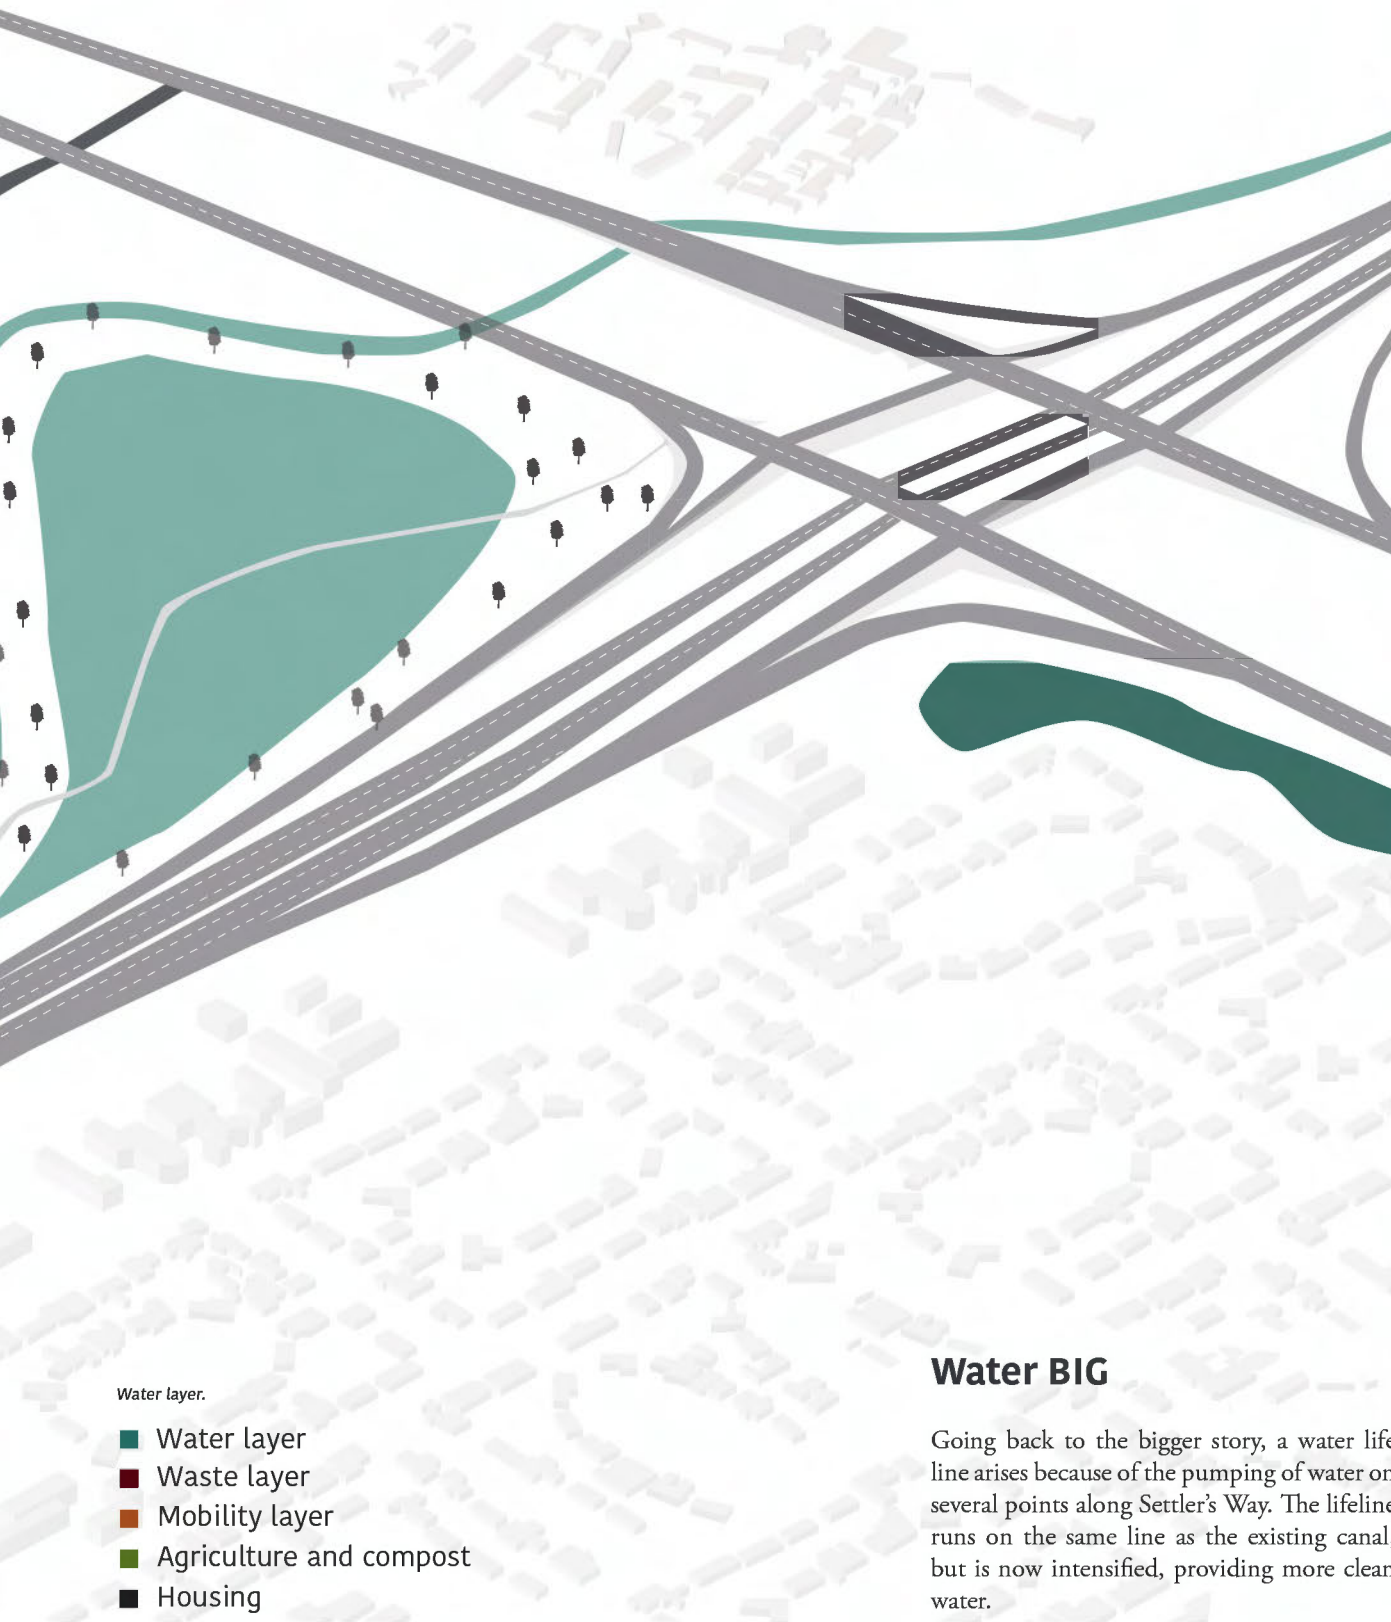 Water layer.
Water layer
Waste layer
Mobility layer
Agriculture and compost
Housing
Water BIG
Going back to the bigger story, a water life
line arises because of the pumping of water on
several points along Settler's Way. The lifeline
runs on the same line as the existing canal
but is now intensified, providing more clean
water.